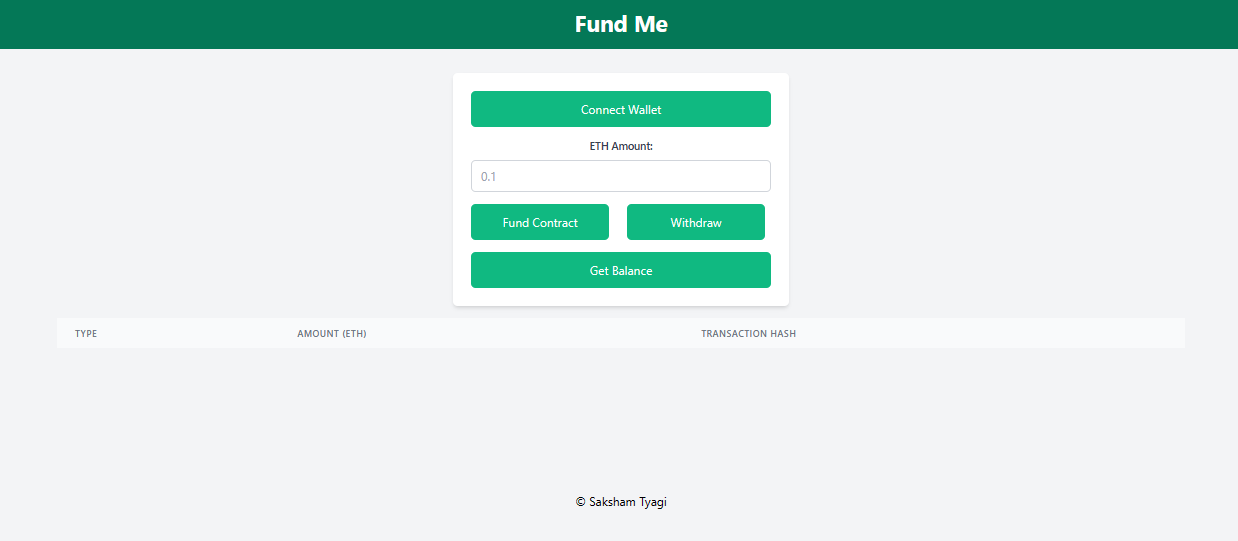 Fund Me
Connect Wallet
ETH Amount:
0.1
Fund Contract Withdraw
Get Balance
TYPE AMOUNT (ETH) TRANSACTION HASH
© Saksham Tyagi